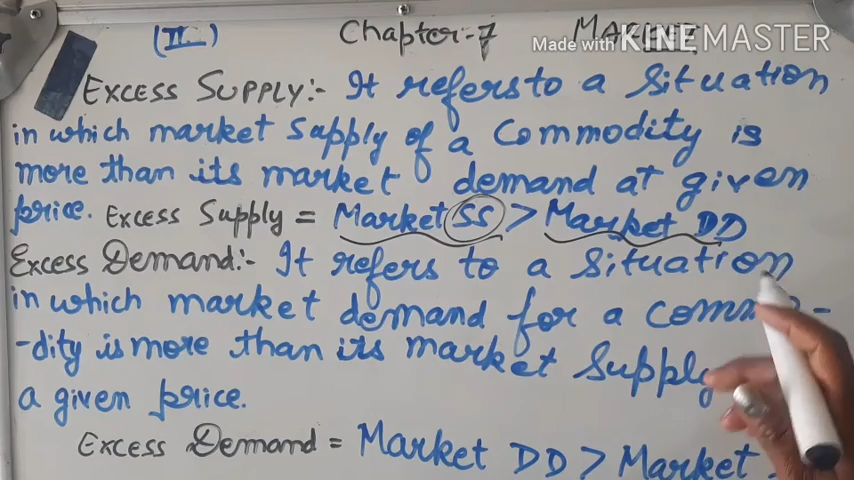 (II) Chapter-7 MARKET
Made with KINEMASTER
Excess Supply:- It refers to a situation
in which market supply of a commodity is
more than its market demand at given
price. Excess Supply = Market SS > Market DD
Excess Demand:- It refers to a situation
in which market demand for a comm
-dity is more than its market supply
a given price.
Excess Demand = Market DD > Market